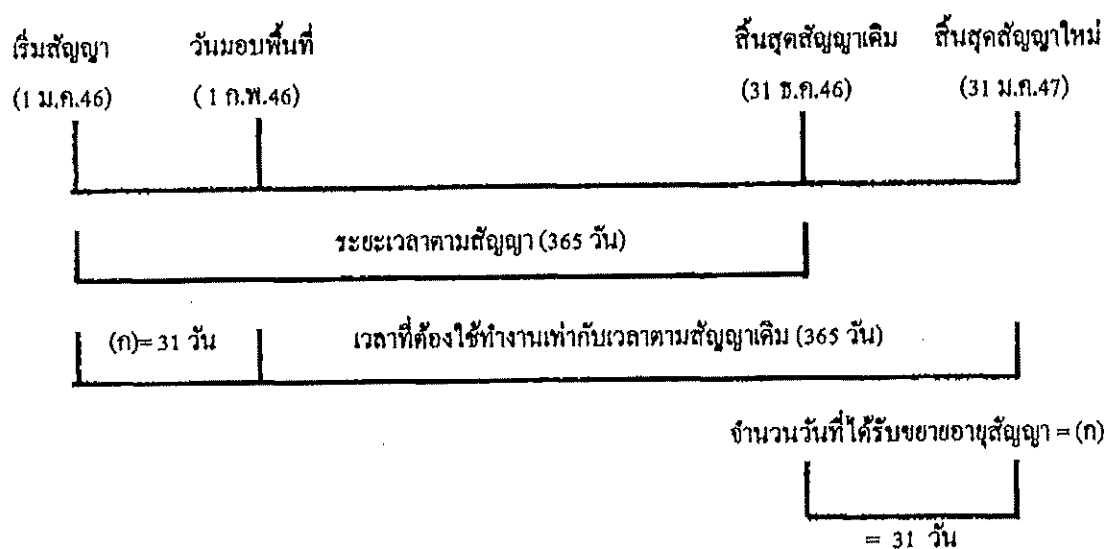 เริ่มสัญญา วันมอบพื้นที่ สิ้นสุดสัญญาเดิม สิ้นสุดสัญญาใหม่
(1 ม.ค.46) (1 ก.พ.46) (31 ธ.ค.46) (31 ม.ค.47)
ระยะเวลาตามสัญญา (365 วัน)
(ก)= 31 วัน เวลาที่ต้องใช้ทำงานเท่ากับเวลาตามสัญญาเดิม (365 วัน)
จำนวนวันที่ได้รับขยายอายุสัญญา = (ก)
= 31 วัน